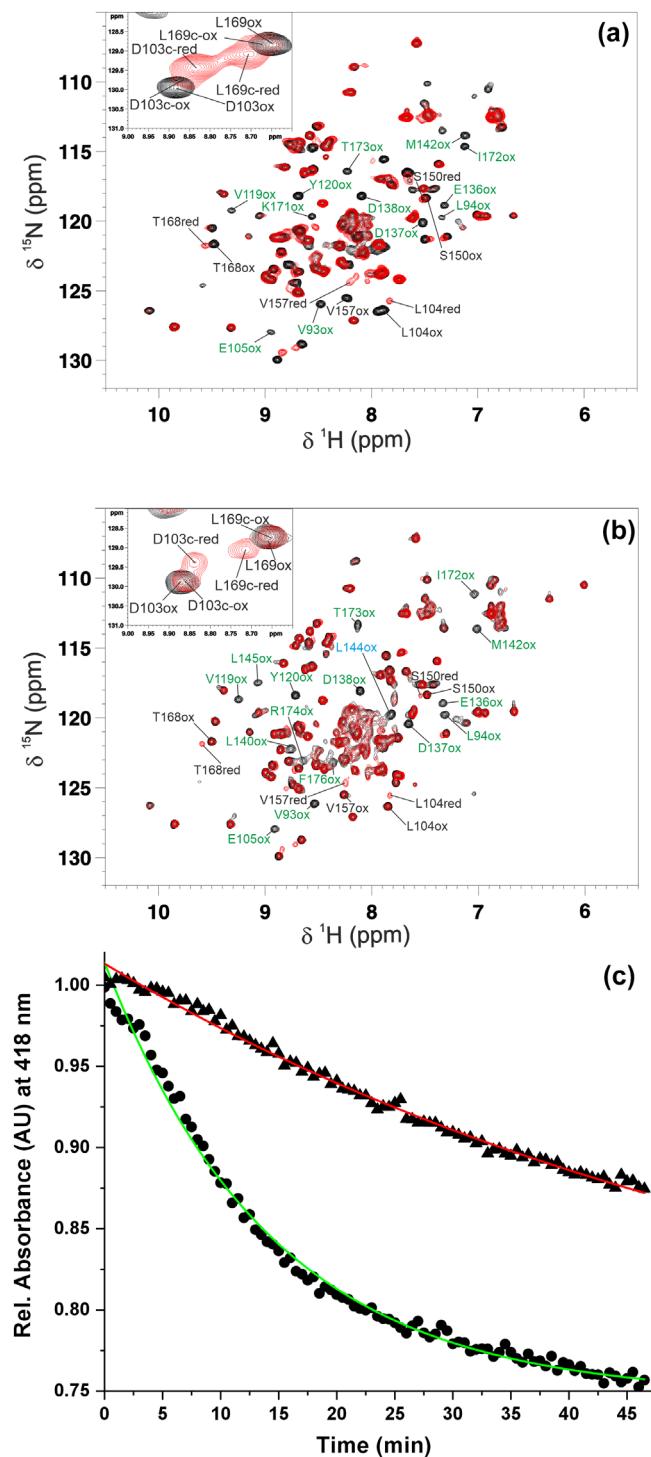 (a)
L169ox
L169c-ox
D103c-red
L169c-red
D103c-ox
D103ox
ppm
128.5
129.0
129.5
130.0
130.5
131.0
9.00
8.95
8.90
8.85
8.80
8.75
8.70
8.65
ppm
110
115
120
125
130
δ ¹⁵N (ppm)
M142ox
T173ox
I172ox
S150red
Y120ox
V119ox
E136ox
K171ox
D138ox
L94ox
T168red
D137ox
T168ox
S150ox
V157red
L104red
V157ox
V93ox
L104ox
E105ox
10
9
8
7
6
δ ¹H (ppm)
(b)
L169c-ox
D103c-red
L169ox
D103ox
L169c-red
D103c-ox
ppm
128.5
129.0
129.5
130.0
130.5
131.0
9.00
8.95
8.90
8.85
8.80
8.75
8.70
8.65
ppm
110
115
120
125
130
δ ¹⁵N (ppm)
I172ox
T173ox
M142ox
L144ox
L145ox
S150red
V119ox
Y120ox
S150ox
D138ox
E136ox
T168ox
R174ox
L94ox
L140ox
D137ox
T168red
F176ox
V157red
L104red
V93ox
V157ox
L104ox
E105ox
10
9
8
7
6
δ ¹H (ppm)
(c)
1.00
0.95
0.90
0.85
0.80
0.75
Rel. Absorbance (AU) at 418 nm
0
5
10
15
20
25
30
35
40
45
Time (min)